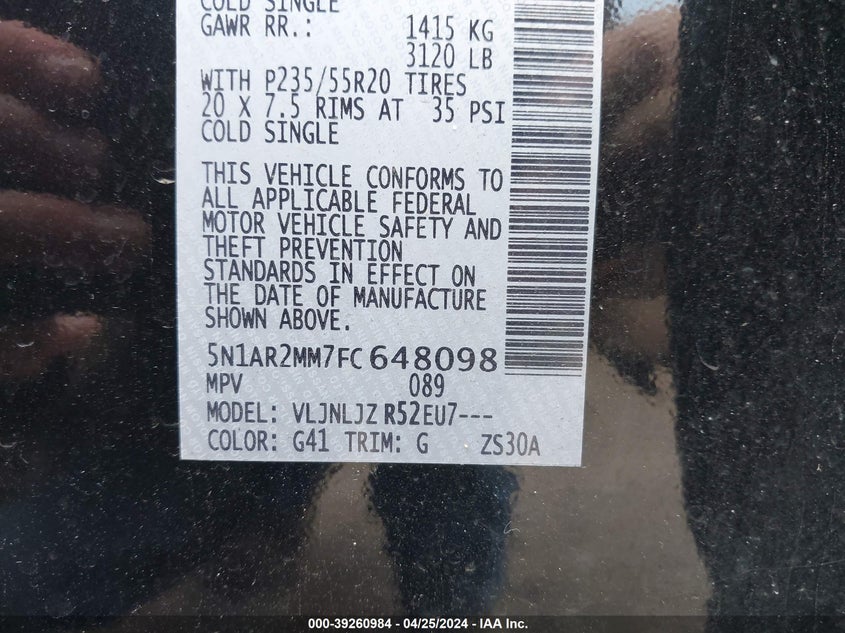 COLD SINGLE
GAWR RR.: 1415 KG
3120 LB
WITH P235/55R20 TIRES
20 X 7.5 RIMS AT 35 PSI
COLD SINGLE
THIS VEHICLE CONFORMS TO
ALL APPLICABLE FEDERAL
MOTOR VEHICLE SAFETY AND
THEFT PREVENTION
STANDARDS IN EFFECT ON
THE DATE OF MANUFACTURE
SHOWN ABOVE.
5N1AR2MM7FC648098
MPV 089
MODEL: VLJNLJZ R52EU7---
COLOR: G41 TRIM: G ZS30A
000-39260984 - 04/25/2024 - IAA Inc.